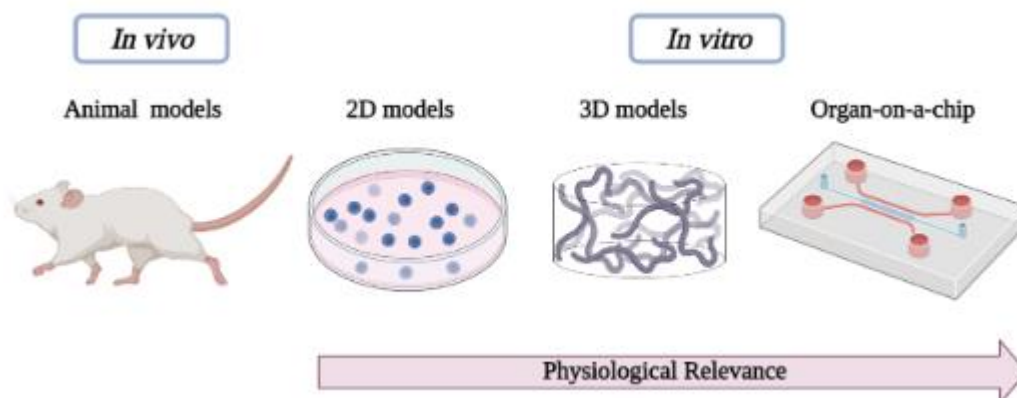 In vivo
In vitro
Animal models
2D models
3D models
Organ-on-a-chip
Physiological Relevance